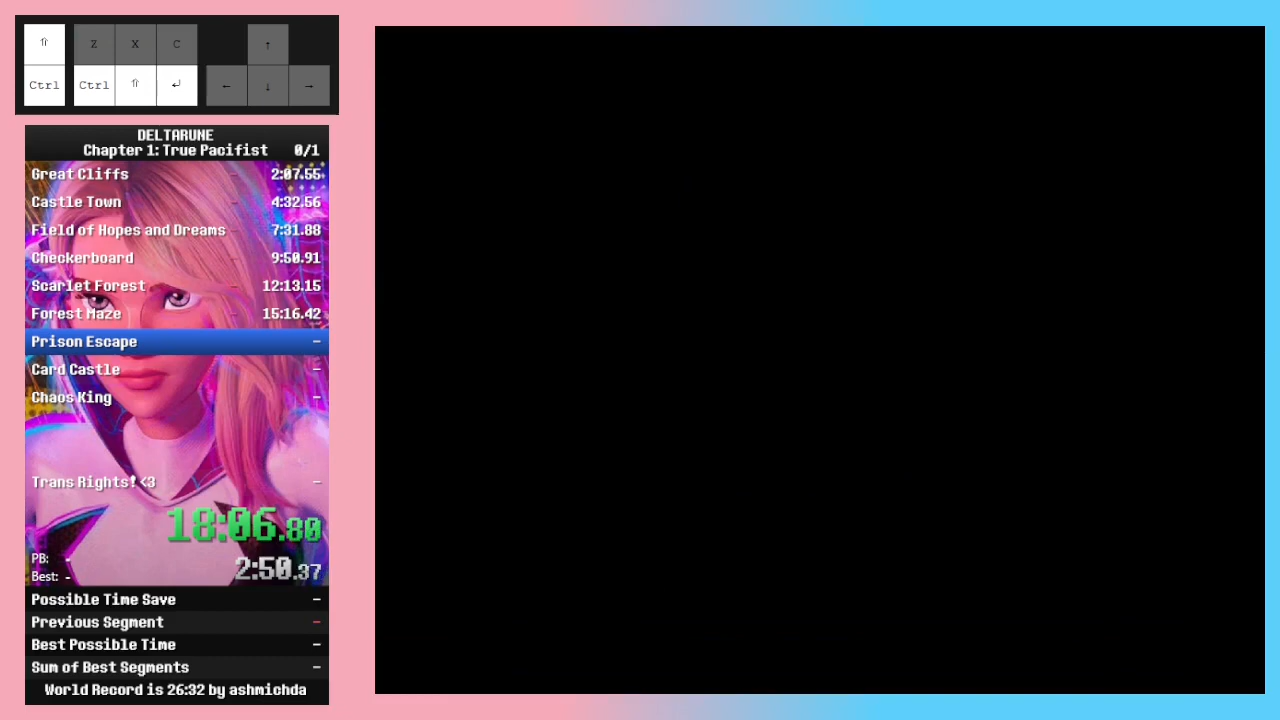 ⇧ Z X C ↑
Ctrl Ctrl ⇧ ↵ ← ↓ →
DELTARUNE
Chapter 1: True Pacifist 0/1
Great Cliffs - 2:07.55
Castle Town - 4:32.56
Field of Hopes and Dreams - 7:31.88
Checkerboard - 9:50.91
Scarlet Forest - 12:13.15
Forest Maze - 15:16.42
Prison Escape -
Card Castle -
Chaos King -
Trans Rights! <3 -
18:06.80
PB: -
Best: - 2:50.37
Possible Time Save -
Previous Segment -
Best Possible Time -
Sum of Best Segments -
World Record is 26:32 by ashmichda